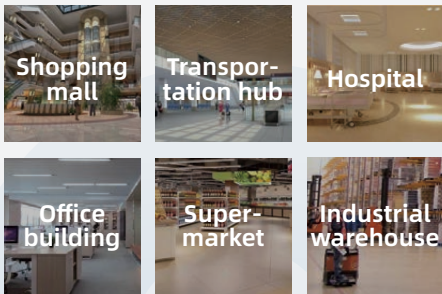 Shopping
mall
Transpor-
tation hub
Hospital
Office
building
Super-
market
Industrial
warehouse